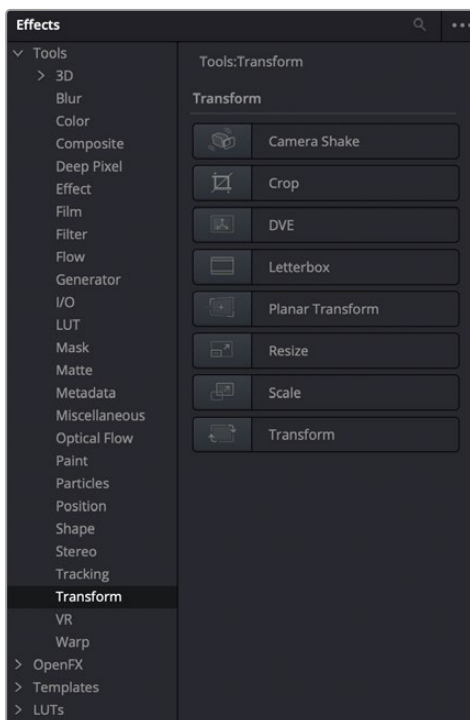 Effects
Tools
3D
Blur
Color
Composite
Deep Pixel
Effect
Film
Filter
Flow
Generator
I/O
LUT
Mask
Matte
Metadata
Miscellaneous
Optical Flow
Paint
Particles
Position
Shape
Stereo
Tracking
Transform
VR
Warp
OpenFX
Templates
LUTs
Tools:Transform
Transform
Camera Shake
Crop
DVE
Letterbox
Planar Transform
Resize
Scale
Transform